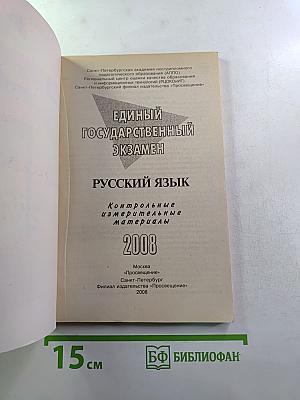 Санкт-Петербургская академия постдипломного
педагогического образования (АППО)
Региональный центр оценки качества образования
и информационных технологий (РЦОКОиИТ)
Санкт-Петербургский филиал издательства «Просвещение»
ЕДИНЫЙ
ГОСУДАРСТВЕННЫЙ
ЭКЗАМЕН
РУССКИЙ ЯЗЫК
Контрольные
измерительные
материалы
2008
Москва
«Просвещение»
Санкт-Петербург
Филиал издательства «Просвещение»
2008
15 см
БФ БИБЛИОФАН®